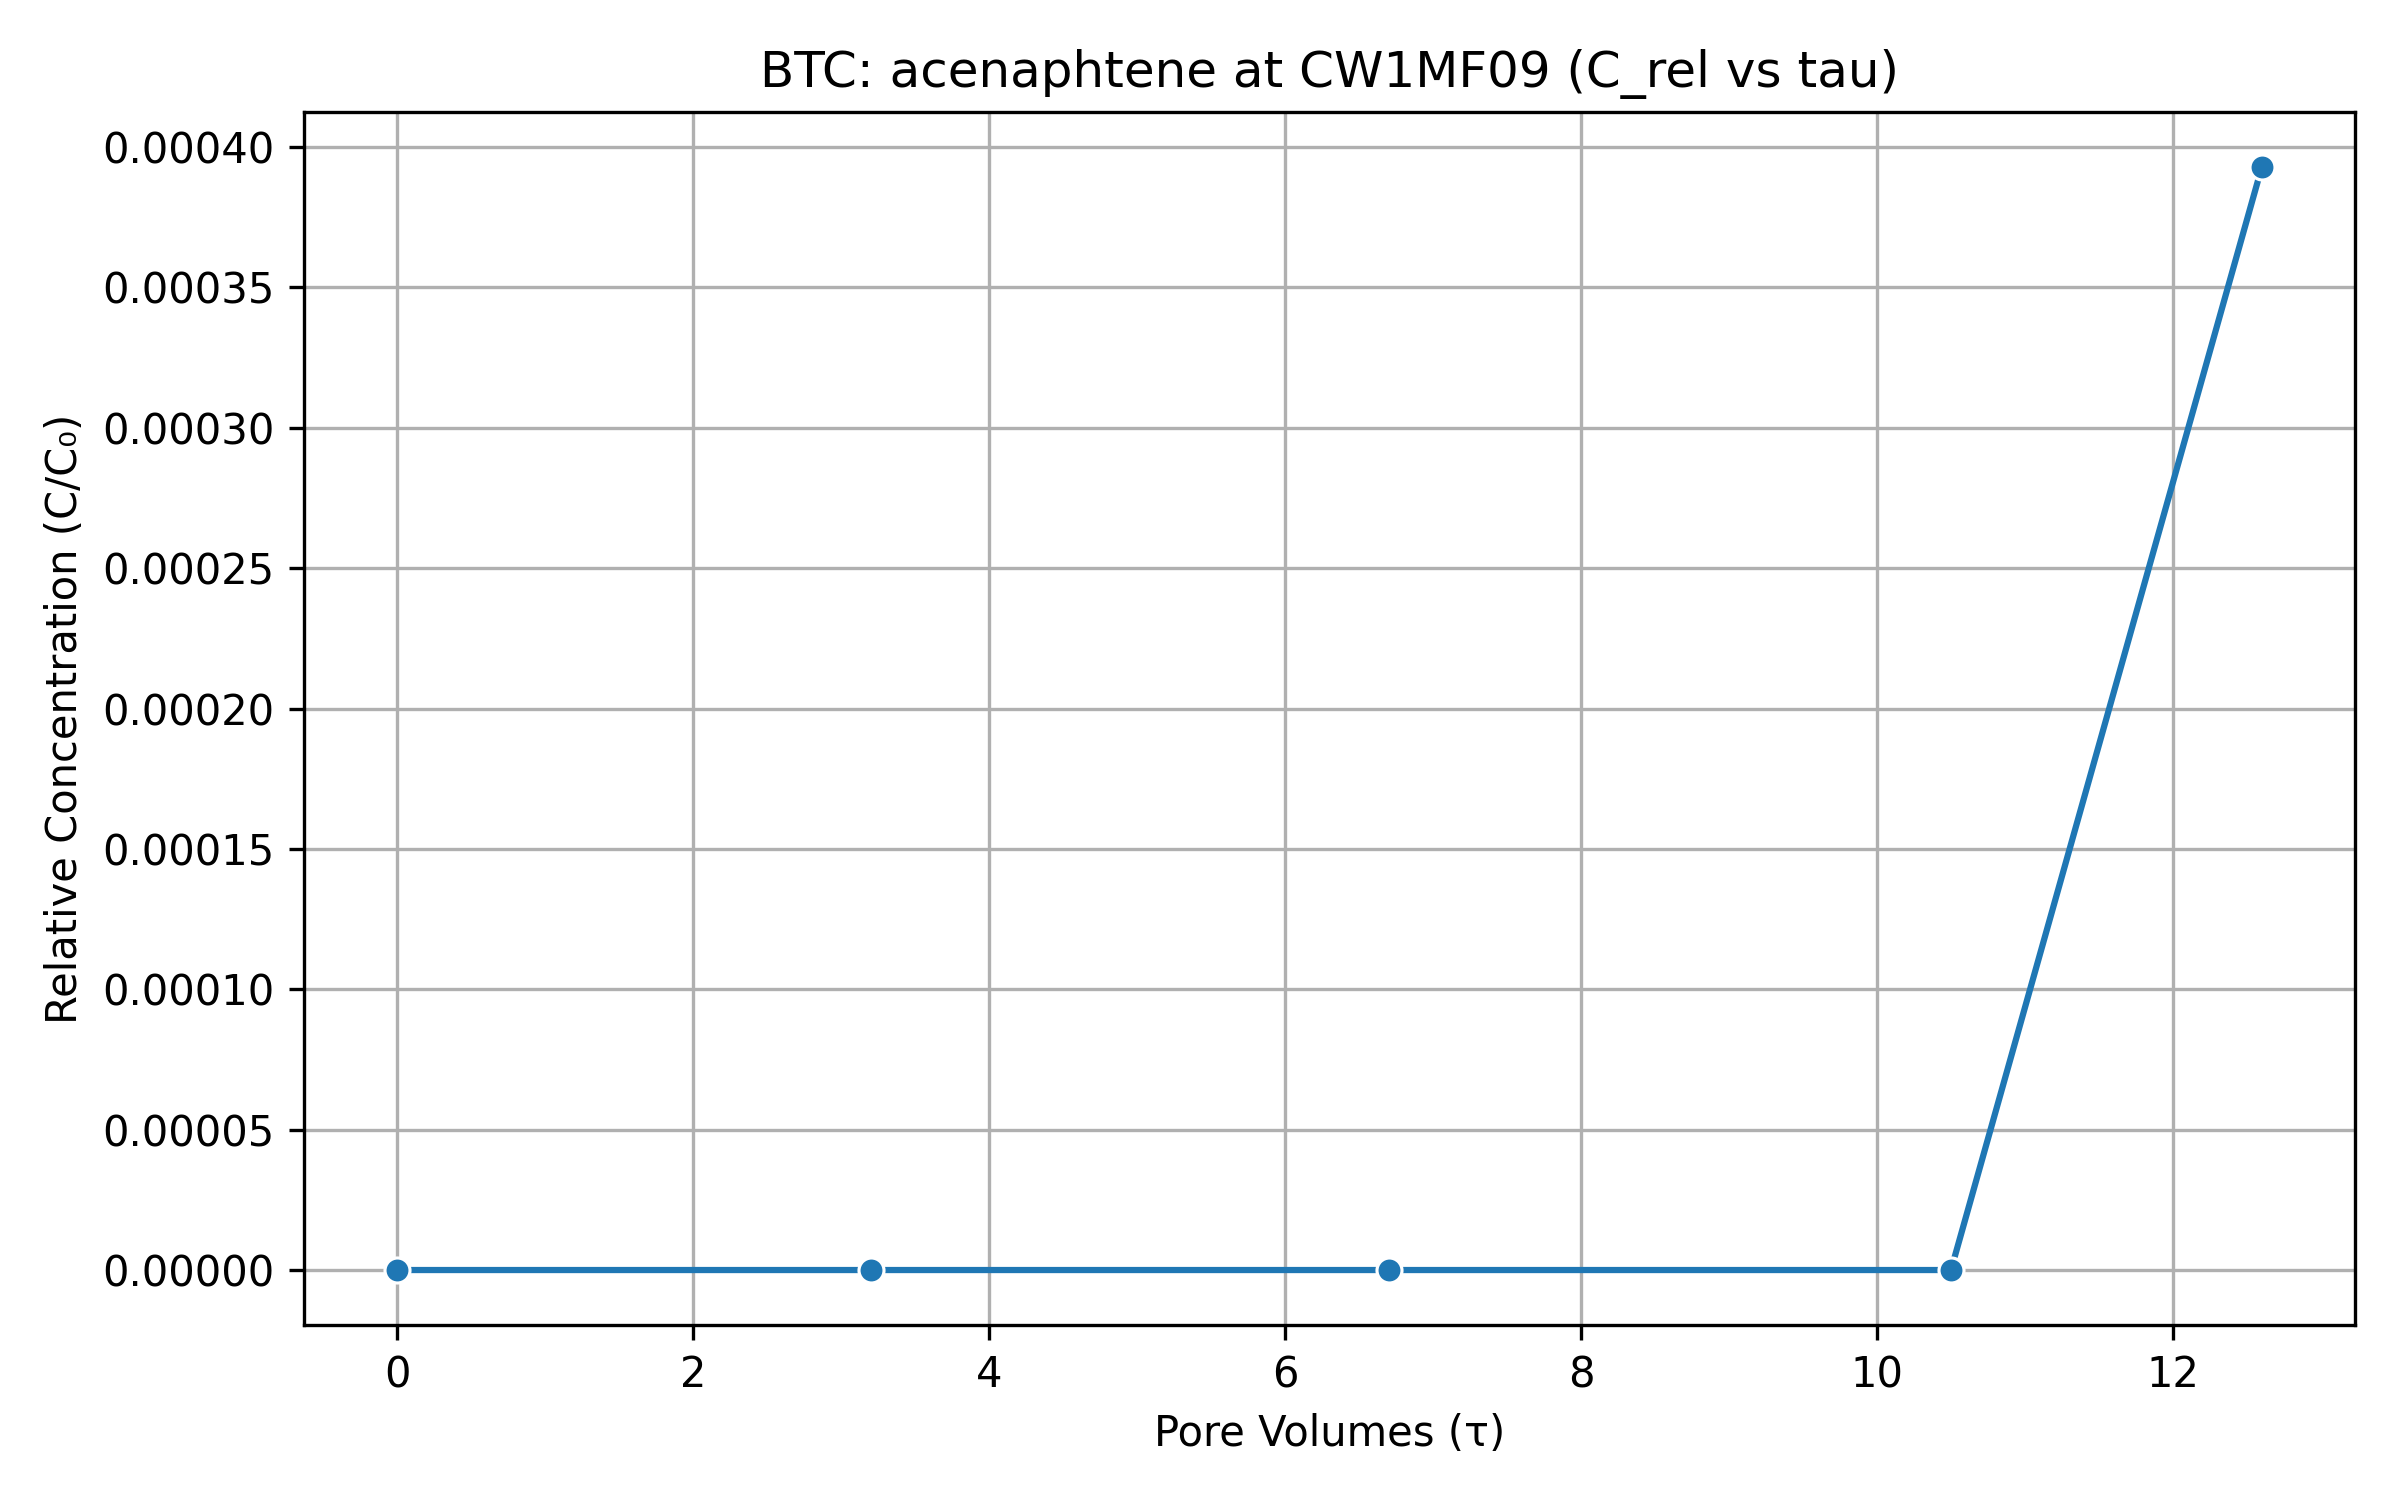 BTC: acenaphtene at CW1MF09 (C_rel vs tau)
Relative Concentration (C/C₀)
0.00040
0.00035
0.00030
0.00025
0.00020
0.00015
0.00010
0.00005
0.00000
0 2 4 6 8 10 12
Pore Volumes (τ)